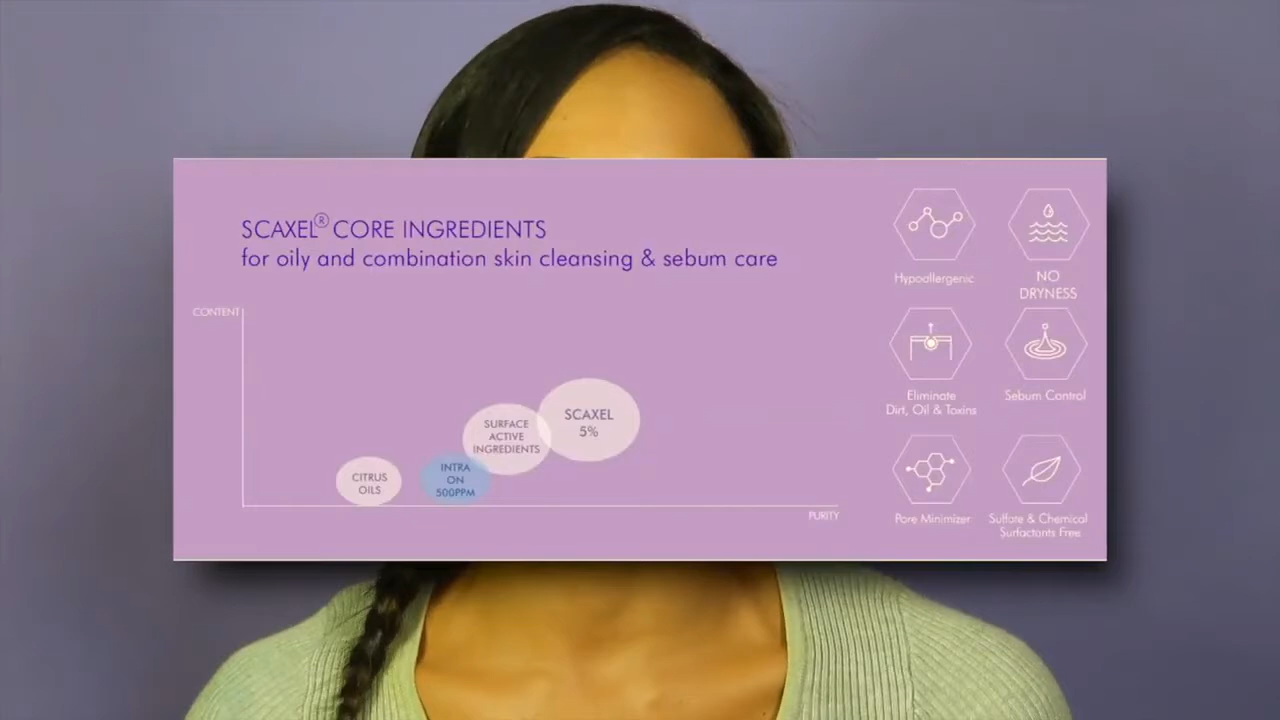 SCAXEL® CORE INGREDIENTS
for oily and combination skin cleansing & sebum care
CONTENT
CITRUS
OILS
INTRA
ON
500PPM
SURFACE
ACTIVE
INGREDIENTS
SCAXEL
5%
PURITY
Hypoallergenic
NO
DRYNESS
Eliminate
Dirt, Oil & Toxins
Sebum Control
Pore Minimizer
Sulfate & Chemical
Surfactants Free